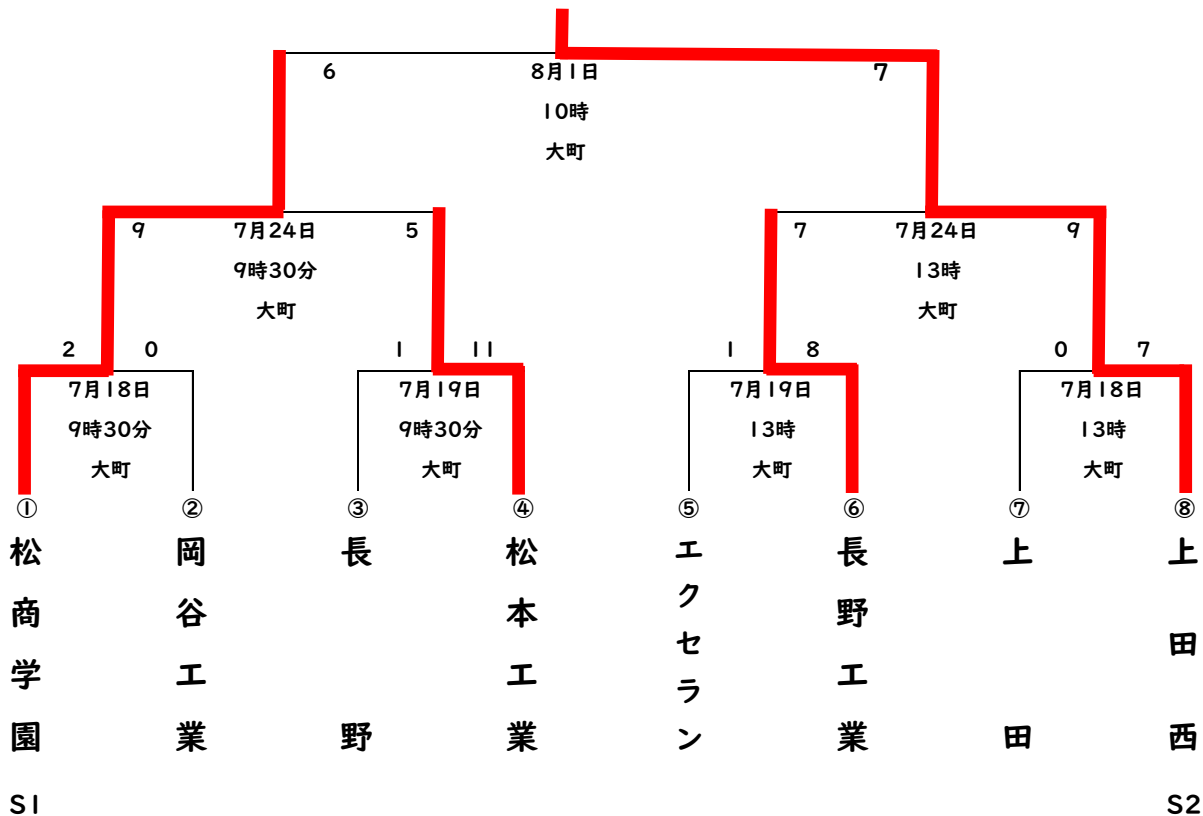 6 8月1日 7
10時
大町
9 7月24日 5
9時30分
大町
7 7月24日 9
13時
大町
2 0
7月18日
9時30分
大町
1 11
7月19日
9時30分
大町
1 8
7月19日
13時
大町
0 7
7月18日
13時
大町
① 松商学園 S1
② 岡谷工業
③ 長野
④ 松本工業
⑤ エクセラン
⑥ 長野工業
⑦ 上田
⑧ 上田西 S2